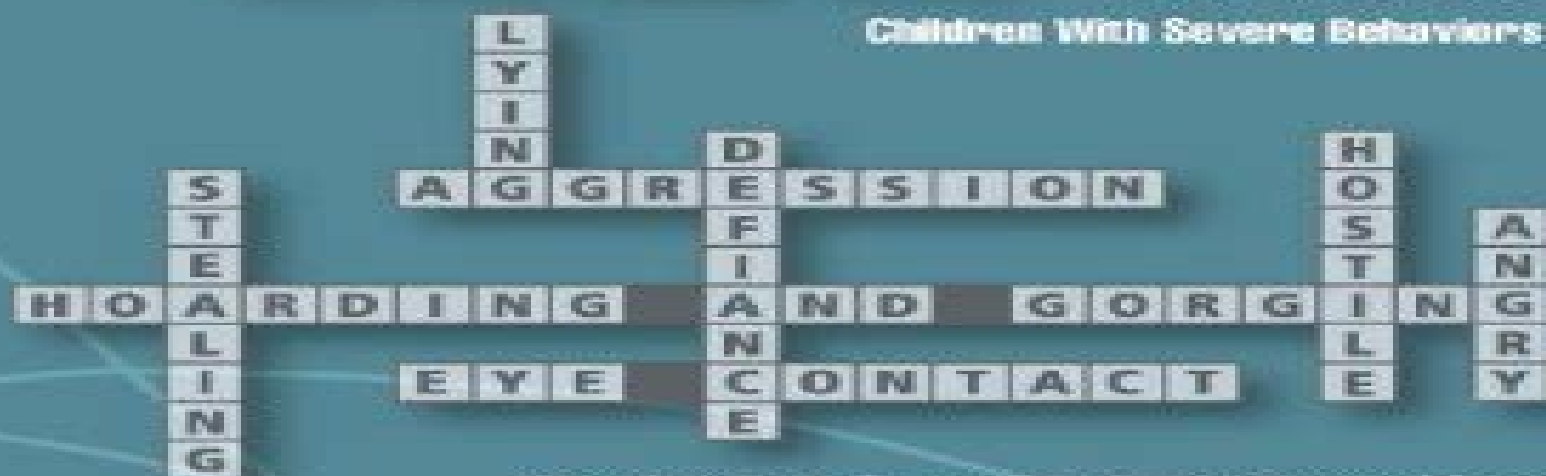 Children With Severe Behaviors
LYING
AGGRESSION
DEFIANCE
HOSTILE
STEALING
ANGRY
HOARDING AND GORGING
EYE CONTACT